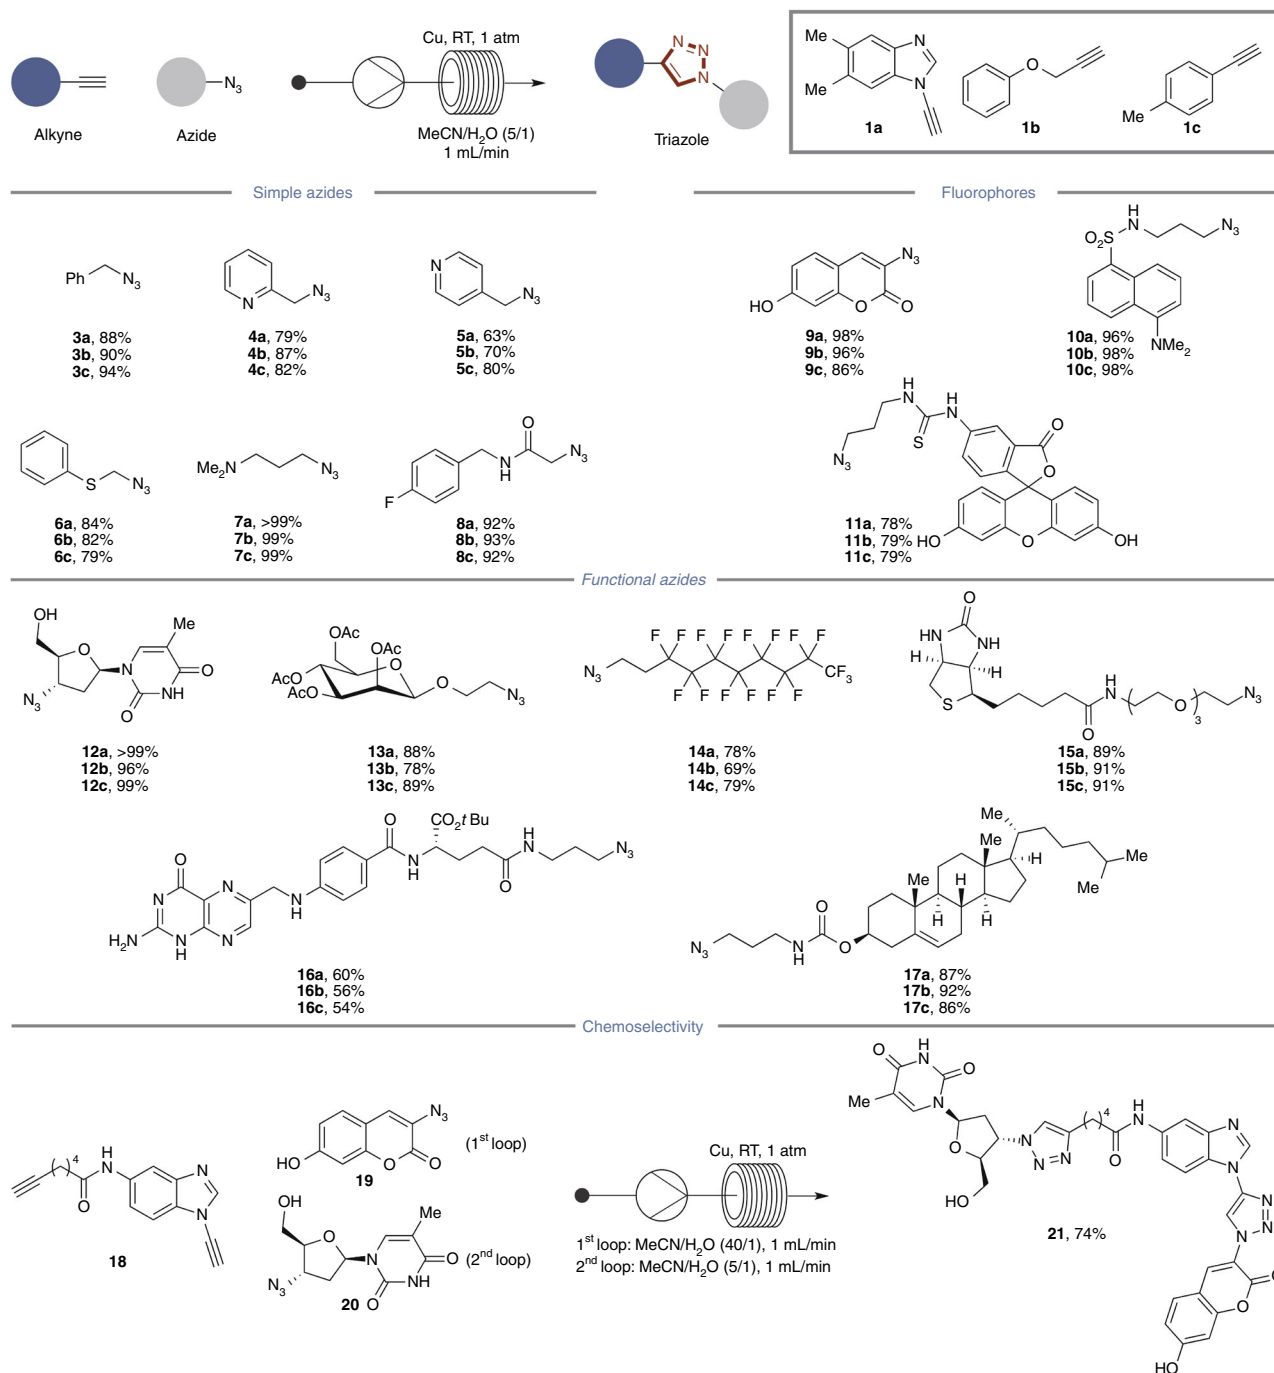 Cu, RT, 1 atm
MeCN/H₂O (5/1)
1 mL/min
N₃
Alkyne
Azide
N
N
N
Triazole
Me
Me
N
N
1a
O
1b
Me
1c
Simple azides
Fluorophores
Ph
N₃
3a, 88%
3b, 90%
3c, 94%
N
N₃
4a, 79%
4b, 87%
4c, 82%
N
N₃
5a, 63%
5b, 70%
5c, 80%
N₃
HO
O
O
9a, 98%
9b, 96%
9c, 86%
H
N
O₂S
N₃
NMe₂
10a, 96%
10b, 98%
10c, 98%
S
N₃
6a, 84%
6b, 82%
6c, 79%
Me₂N
N₃
7a, >99%
7b, 99%
7c, 99%
O
N
H
N₃
F
8a, 92%
8b, 93%
8c, 92%
H
N
H
N
S
N₃
O
O
HO
O
OH
11a, 78%
11b, 79%
11c, 79%
Functional azides
OH
O
N₃
N
Me
O
NH
O
12a, >99%
12b, 96%
12c, 99%
OAc
OAc
AcO
AcO
O
O
N₃
13a, 88%
13b, 78%
13c, 89%
F F F F F F F F
N₃
CF₃
F F F F F F F F
14a, 78%
14b, 69%
14c, 79%
O
HN
NH
H
H
S
O
H
N
O
3
N₃
15a, 89%
15b, 91%
15c, 91%
O
N
H₂N
N
H
N
N
N
H
O
N
H
CO₂tBu
O
H
N
N₃
16a, 60%
16b, 56%
16c, 54%
Me
Me
Me
H
H
H
H
Me
Me
N₃
H
N
O
O
17a, 87%
17b, 92%
17c, 86%
Chemoselectivity
4
O
H
N
N
N
18
N₃
HO
O
O
(1st loop)
19
OH
O
N₃
N
Me
O
NH
O
(2nd loop)
20
Cu, RT, 1 atm
1st loop: MeCN/H₂O (40/1), 1 mL/min
2nd loop: MeCN/H₂O (5/1), 1 mL/min
O
H
N
O
Me
N
O
HO
N
N=N
4
O
H
N
N
N
N
N
N
O
O
HO
21, 74%